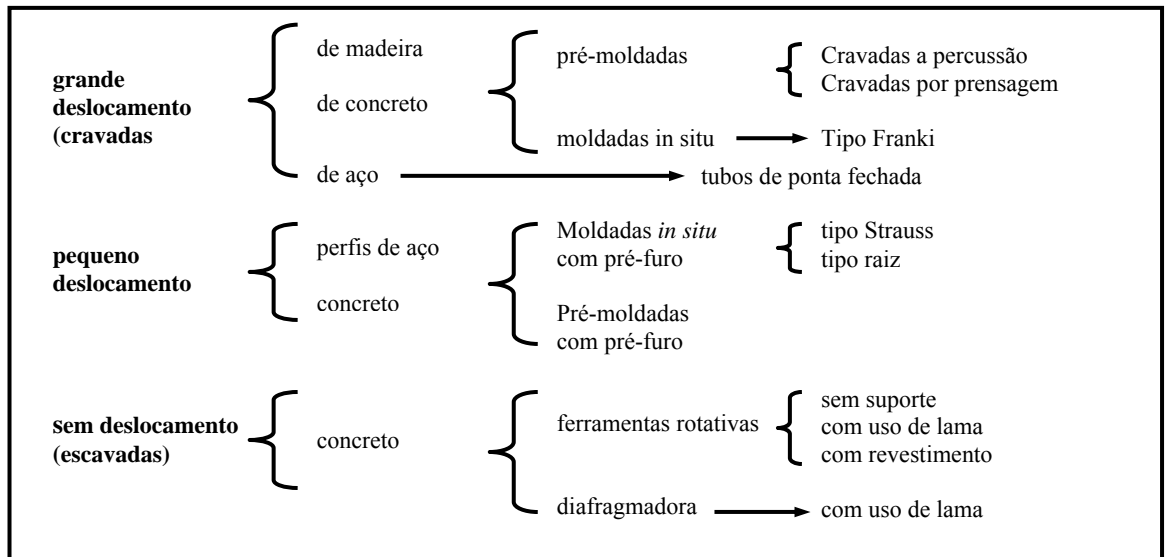 grande
deslocamento
(cravadas
de madeira
de concreto
de aço
pré-moldadas
Cravadas a percussão
Cravadas por prensagem
moldadas in situ
Tipo Franki
tubos de ponta fechada
pequeno
deslocamento
perfis de aço
concreto
Moldadas in situ
com pré-furo
tipo Strauss
tipo raiz
Pré-moldadas
com pré-furo
sem deslocamento
(escavadas)
concreto
ferramentas rotativas
sem suporte
com uso de lama
com revestimento
diafragmadora
com uso de lama